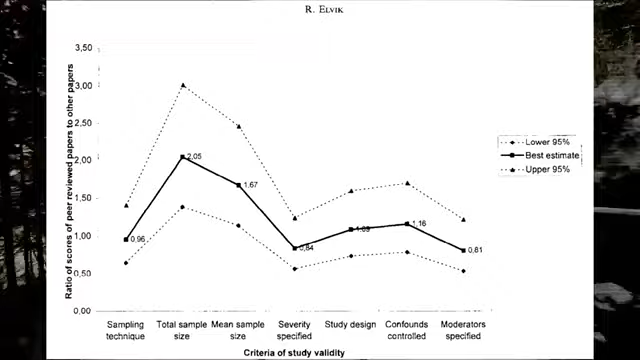 R. ELVIK
3,50
3,00
2,50
2,00
1,50
1,00
0,50
0,00
Ratio of scores of peer reviewed papers to other papers
0,96
2,05
1,67
0,84
1,09
1,16
0,81
Lower 95%
Best estimate
Upper 95%
Sampling technique
Total sample size
Mean sample size
Severity specified
Study design
Confounds controlled
Moderators specified
Criteria of study validity